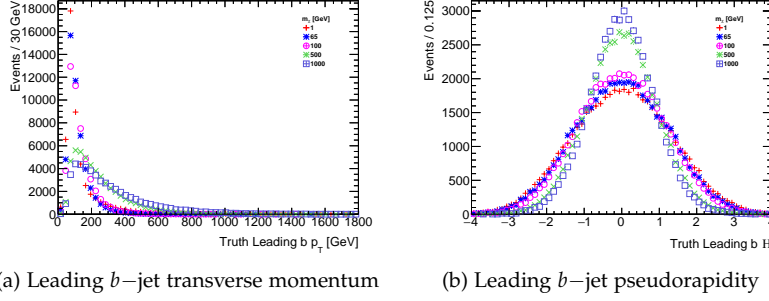 Events / 30 GeV
18000
16000
14000
12000
10000
8000
6000
4000
2000
0
m [GeV]
1
65
100
500
1000
0 200 400 600 800 1000 1200 1400 1600 1800
Truth Leading b p_T [GeV]
(a) Leading b−jet transverse momentum
Events / 0.125
3000
2500
2000
1500
1000
500
0
m [GeV]
1
65
100
500
1000
−4 −3 −2 −1 0 1 2 3
Truth Leading b H
(b) Leading b−jet pseudorapidity